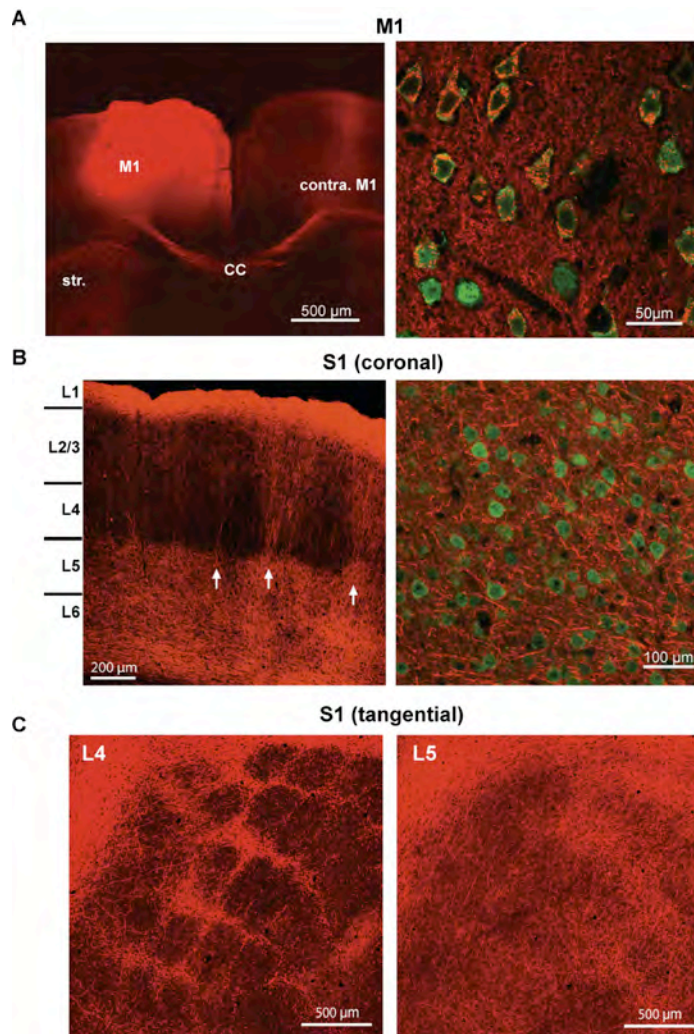 A
M1
M1
contra. M1
CC
str.
500 µm
50µm
B
S1 (coronal)
L1
L2/3
L4
L5
L6
200 µm
100 µm
C
S1 (tangential)
L4
L5
500 µm
500 µm